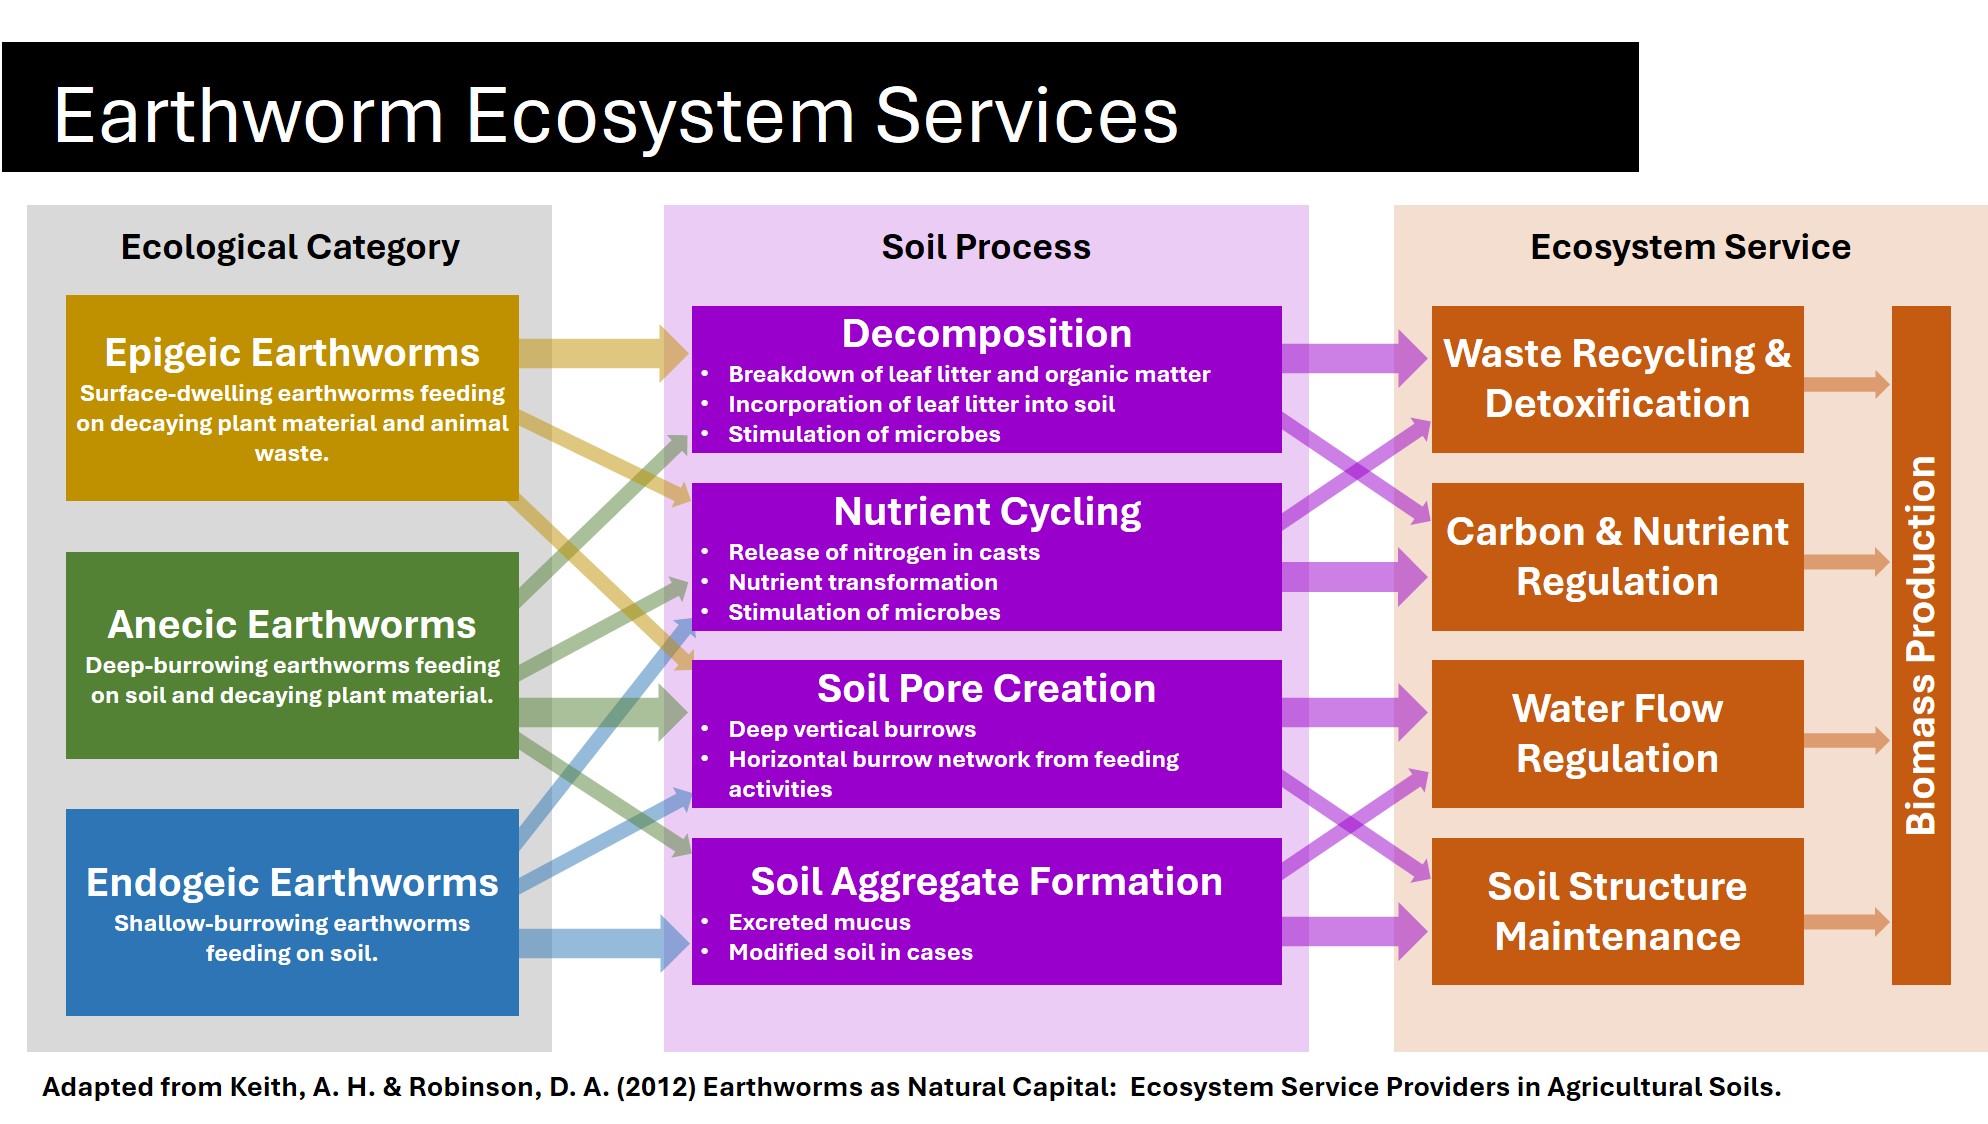 Earthworm Ecosystem Services
Ecological Category
Epigeic Earthworms
Surface-dwelling earthworms feeding
on decaying plant material and animal
waste.
Anecic Earthworms
Deep-burrowing earthworms feeding
on soil and decaying plant material.
Endogeic Earthworms
Shallow-burrowing earthworms
feeding on soil.
Soil Process
Decomposition
• Breakdown of leaf litter and organic matter
• Incorporation of leaf litter into soil
• Stimulation of microbes
Nutrient Cycling
• Release of nitrogen in casts
• Nutrient transformation
• Stimulation of microbes
Soil Pore Creation
• Deep vertical burrows
• Horizontal burrow network from feeding
activities
Soil Aggregate Formation
• Excreted mucus
• Modified soil in cases
Ecosystem Service
Waste Recycling &
Detoxification
Carbon & Nutrient
Regulation
Water Flow
Regulation
Soil Structure
Maintenance
Biomass Production
Adapted from Keith, A. H. & Robinson, D. A. (2012) Earthworms as Natural Capital:  Ecosystem Service Providers in Agricultural Soils.